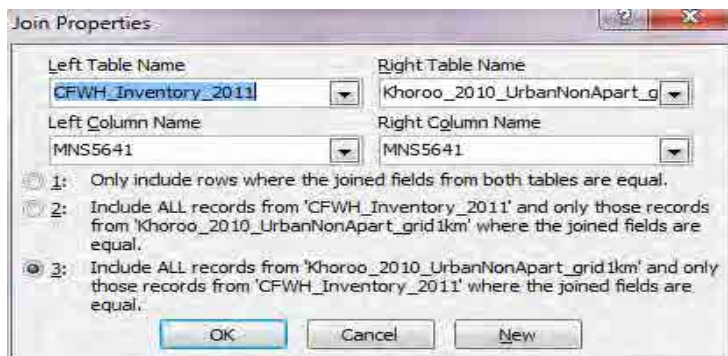 Join Properties
Left Table Name
Right Table Name
CFWH_Inventory_2011
Khoroo_2010_UrbanNonApart_g
Left Column Name
Right Column Name
MNS5641
MNS5641
1: Only include rows where the joined fields from both tables are equal.
2: Include ALL records from 'CFWH_Inventory_2011' and only those records
from 'Khoroo_2010_UrbanNonApart_grid1km' where the joined fields are
equal.
3: Include ALL records from 'Khoroo_2010_UrbanNonApart_grid1km' and only
those records from 'CFWH_Inventory_2011' where the joined fields are
equal.
OK
Cancel
New